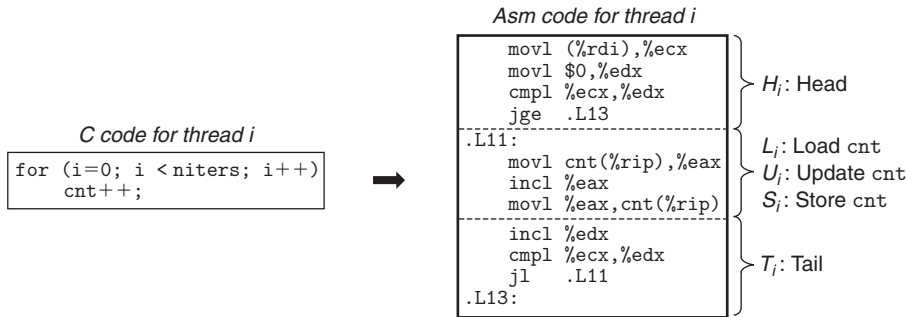 Asm code for thread i
movl (%rdi),%ecx
movl $0,%edx
cmpl %ecx,%edx
jge .L13
H_i: Head
C code for thread i
for (i=0; i < niters; i++)
cnt++;
.L11:
movl cnt(%rip),%eax
incl %eax
movl %eax,cnt(%rip)
L_i: Load cnt
U_i: Update cnt
S_i: Store cnt
incl %edx
cmpl %ecx,%edx
jl .L11
.L13:
T_i: Tail